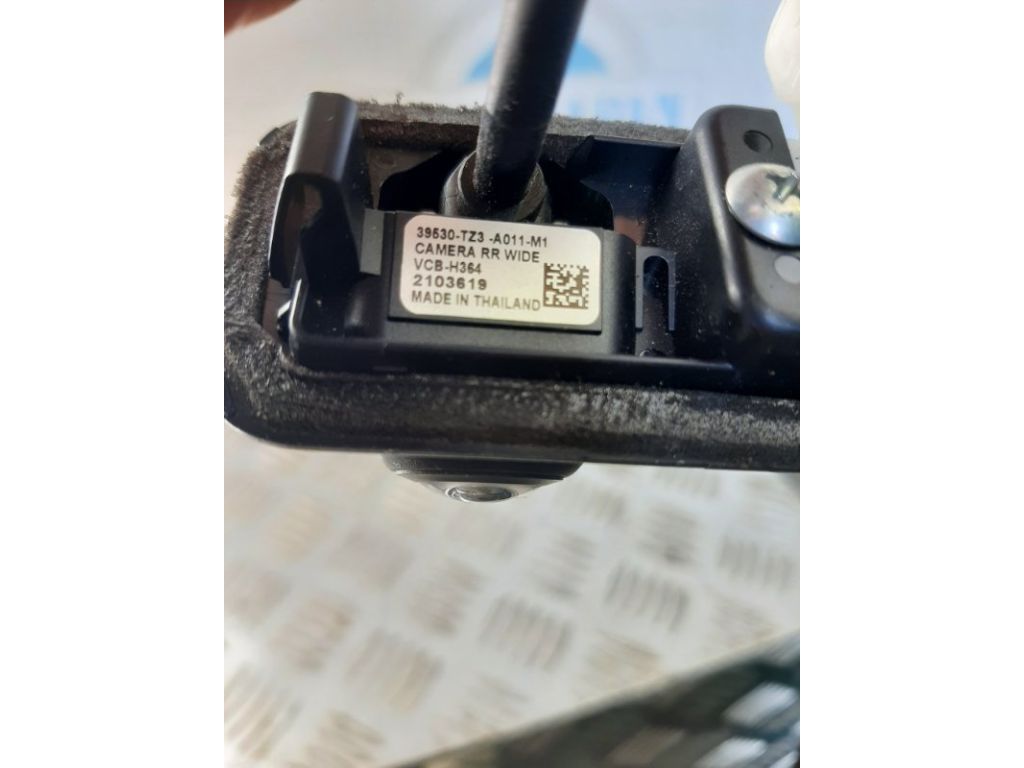 39530-TZ3 -A011-M1
CAMERA RR WIDE
VCB-H364
2103619
MADE IN THAILAND